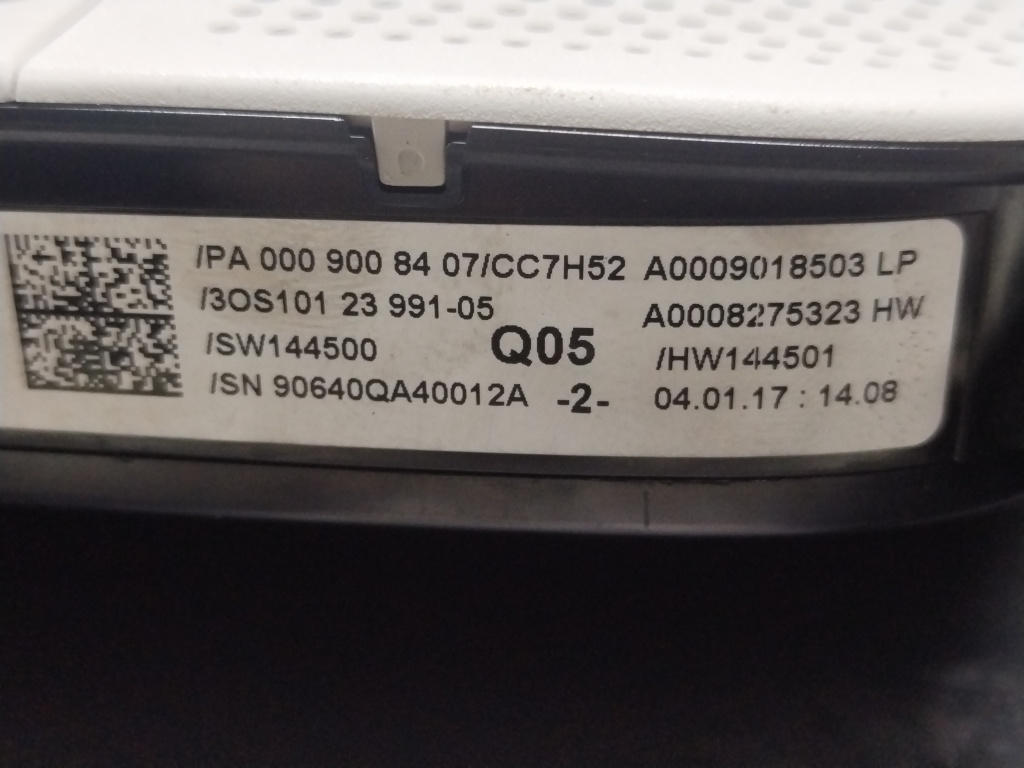 /PA 000 900 84 07/CC7H52 A0009018503 LP
/3OS101 23 991-05 A0008275323 HW
/SW144500 Q05 /HW144501
/SN 90640QA40012A -2- 04.01.17 : 14.08